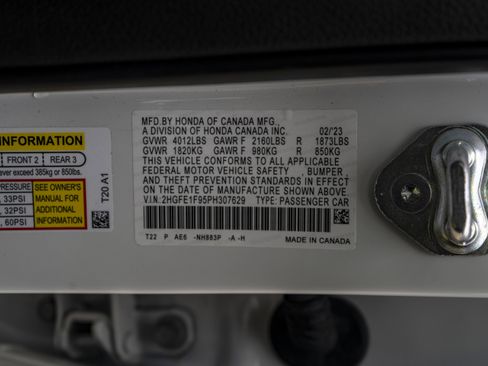 INFORMATION
FRONT 2 REAR 3
ever exceed 385kg or 850lbs.
PRESSURE
33PSI
32PSI
60PSI
SEE OWNER'S
MANUAL FOR
ADDITIONAL
INFORMATION
T20 A1
MFD.BY HONDA OF CANADA MFG.,
A DIVISION OF HONDA CANADA INC. 02/'23
GVWR 4012LBS GAWR F 2160LBS R 1873LBS
GVWR 1820KG GAWR F 980KG R 850KG
THIS VEHICLE CONFORMS TO ALL APPLICABLE
FEDERAL MOTOR VEHICLE SAFETY , BUMPER ,
AND THEFT PREVENTION STANDARDS IN EFFECT
ON THE DATE OF MANUFACTURE SHOWN ABOVE.
V.I.N.:2HGFE1F95PH307629 TYPE: PASSENGER CAR
T22 P AE6 -NH883P -A -H
MADE IN CANADA